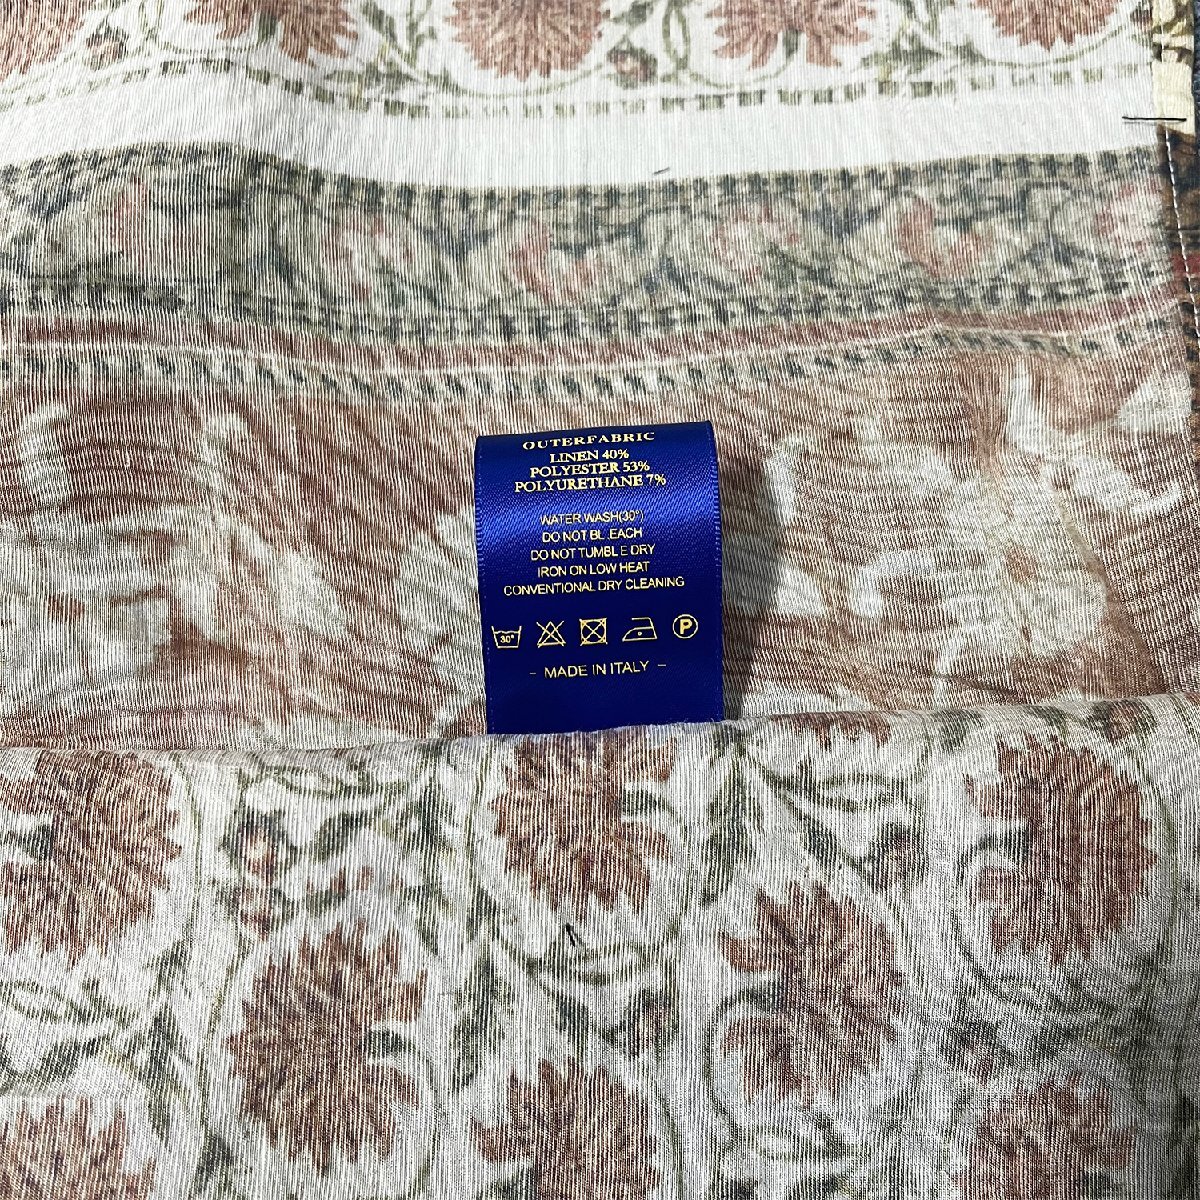 OUTERFABRIC
LINEN 40%
POLYESTER 53%
POLYURETHANE 7%
WATER WASH(30°)
DO NOT BLEACH
DO NOT TUMBLE DRY
IRON ON LOW HEAT
CONVENTIONAL DRY CLEANING
30° P
- MADE IN ITALY -